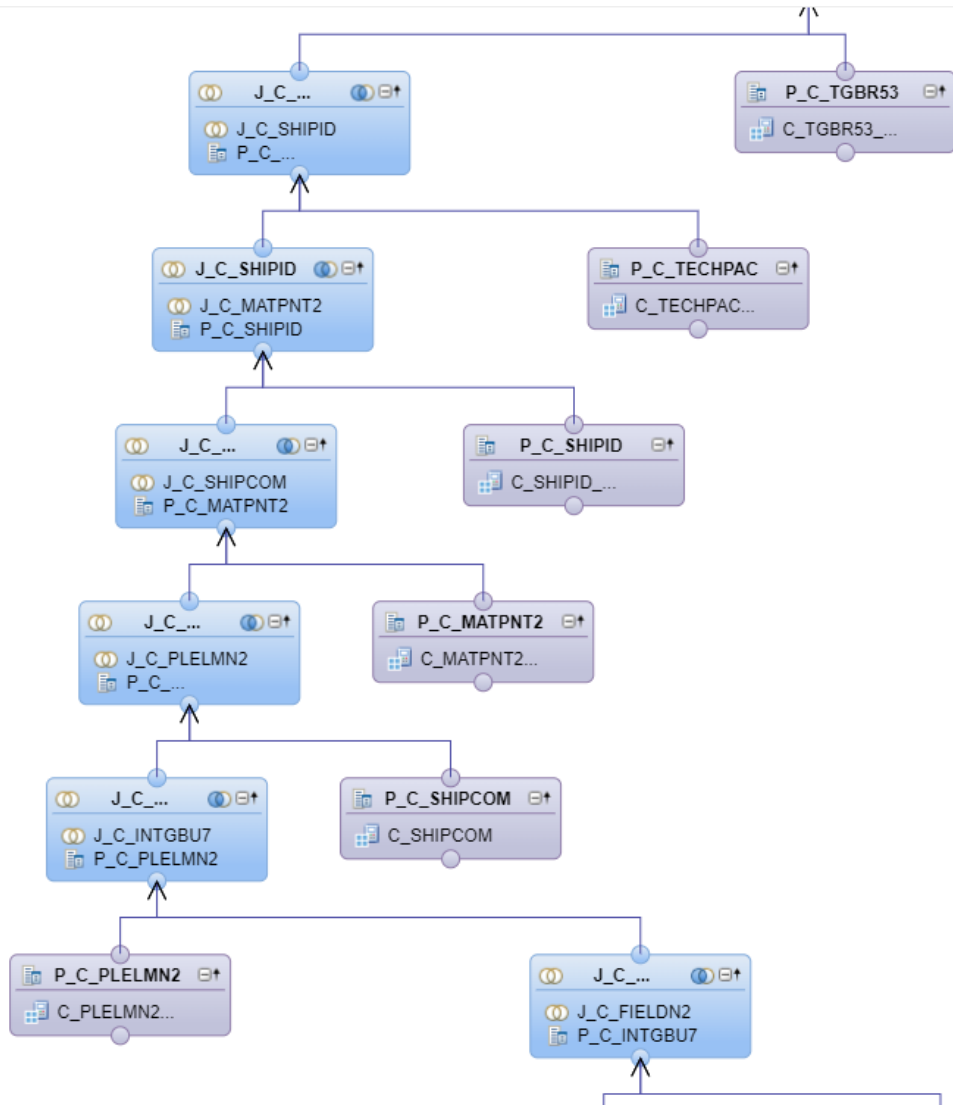 J_C_...
J_C_SHIPID
P_C_...
P_C_TGBR53
C_TGBR53_...
J_C_SHIPID
J_C_MATPNT2
P_C_SHIPID
P_C_TECHPAC
C_TECHPAC...
J_C_...
J_C_SHIPCOM
P_C_MATPNT2
P_C_SHIPID
C_SHIPID_...
J_C_...
J_C_PLELMN2
P_C_...
P_C_MATPNT2
C_MATPNT2...
J_C_...
J_C_INTGBU7
P_C_PLELMN2
P_C_SHIPCOM
C_SHIPCOM
P_C_PLELMN2
C_PLELMN2...
J_C_...
J_C_FIELDN2
P_C_INTGBU7